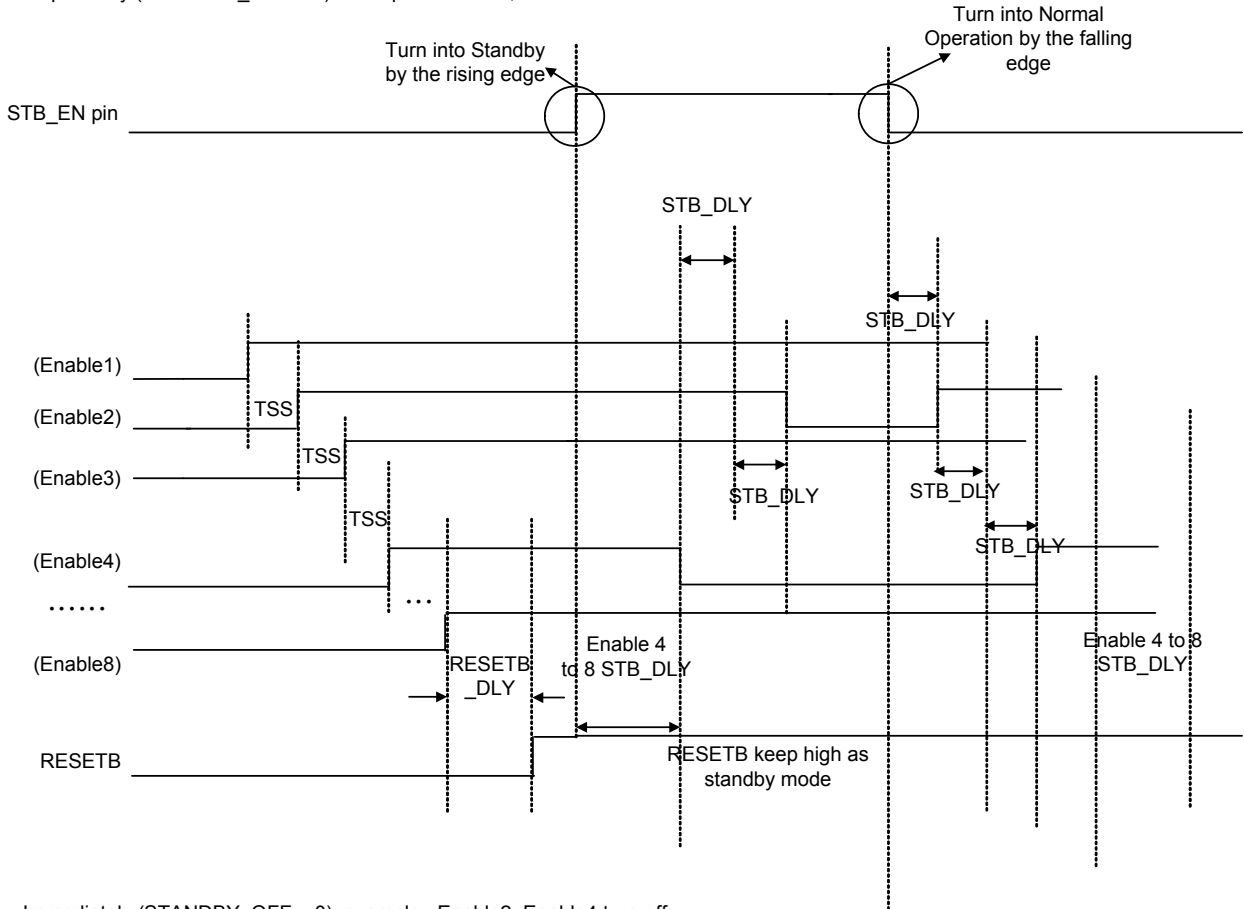 Turn into Normal
Operation by the falling
edge
Turn into Standby
by the rising edge
STB_EN pin
STB_DLY
STB_DLY
(Enable1)
(Enable2)
TSS
(Enable3)
TSS
STB_DLY
STB_DLY
TSS
STB_DLY
(Enable4)
......
...
(Enable8)
RESETB
_DLY
Enable 4
to 8 STB_DLY
Enable 4 to 8
STB_DLY
RESETB
RESETB keep high as
standby mode